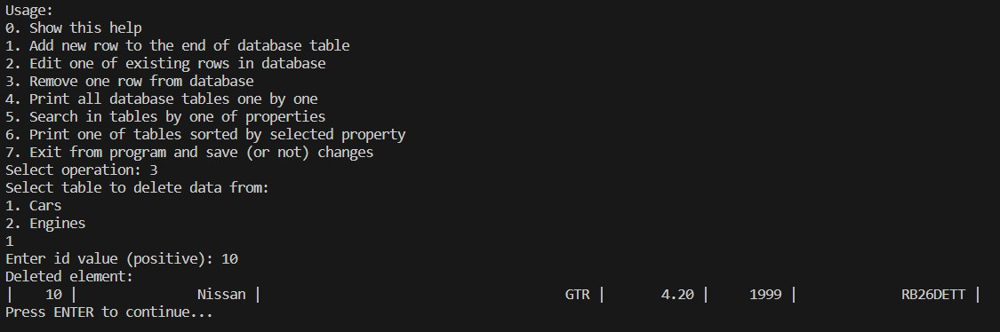 Usage:
0. Show this help
1. Add new row to the end of database table
2. Edit one of existing rows in database
3. Remove one row from database
4. Print all database tables one by one
5. Search in tables by one of properties
6. Print one of tables sorted by selected property
7. Exit from program and save (or not) changes
Select operation: 3
Select table to delete data from:
1. Cars
2. Engines
1
Enter id value (positive): 10
Deleted element:
|    10 |               Nissan |                                      GTR |       4.20 |     1999 |             RB26DETT |
Press ENTER to continue...